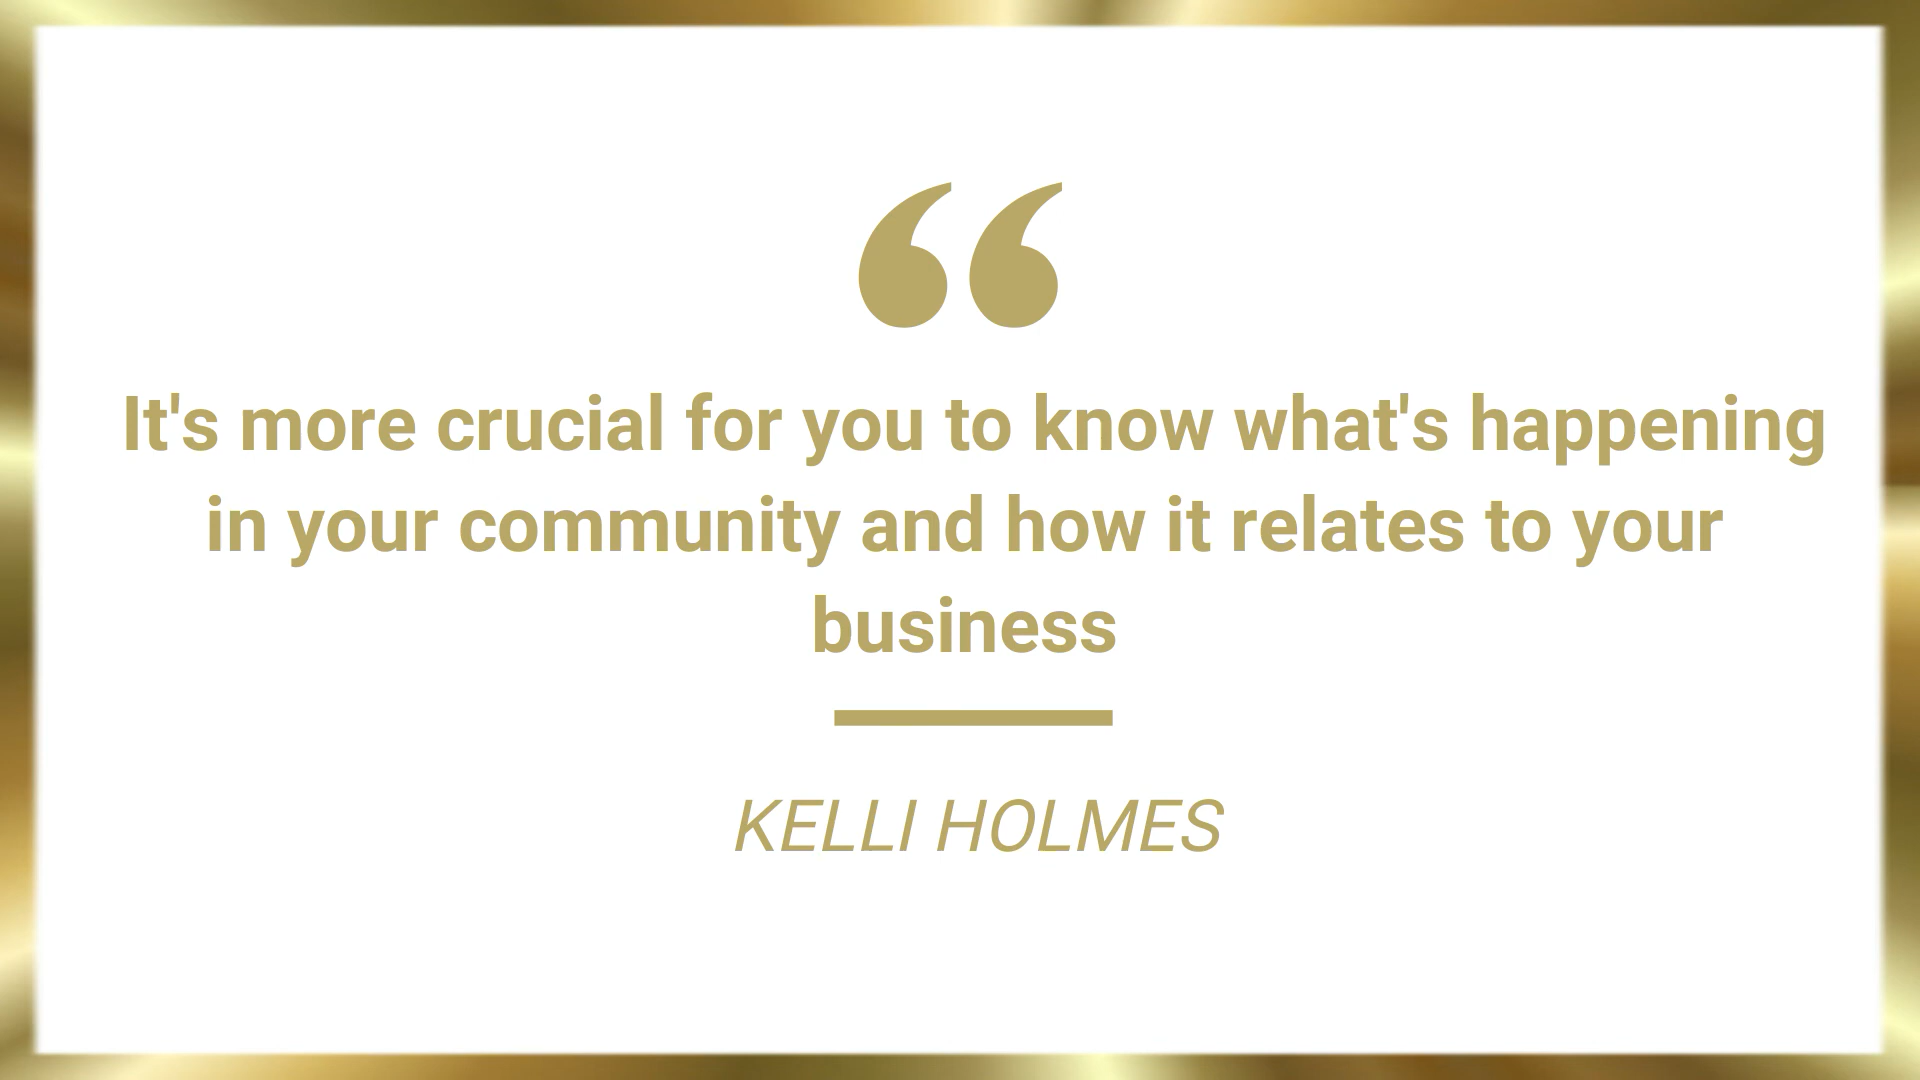 “
It's more crucial for you to know what's happening
in your community and how it relates to your
business
KELLI HOLMES